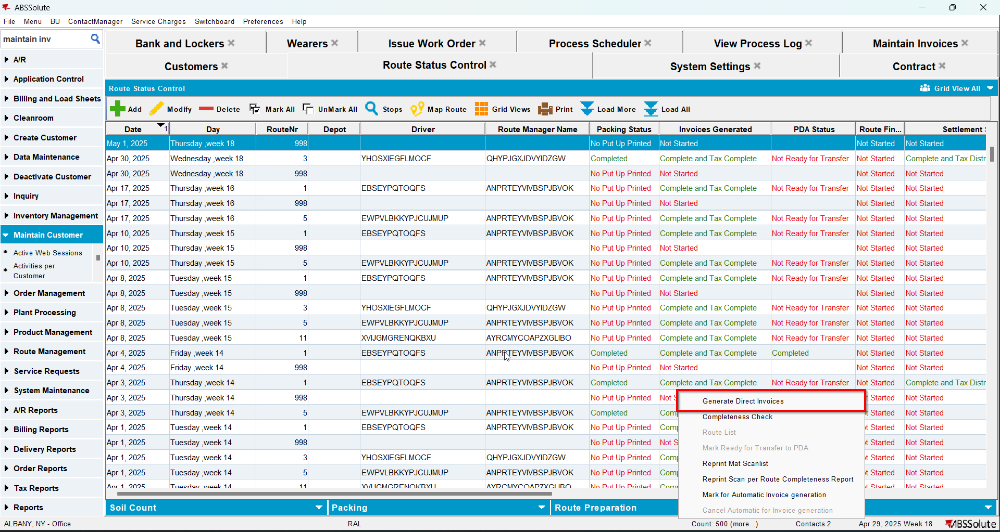 ABSSolute
File Menu BU ContactManager Service Charges Switchboard Preferences Help
maintain inv
A/R
Application Control
Billing and Load Sheets
Cleanroom
Create Customer
Data Maintenance
Deactivate Customer
Inquiry
Inventory Management
Maintain Customer
Active Web Sessions
Activities per
Customer
Order Management
Plant Processing
Product Management
Route Management
Service Requests
System Maintenance
A/R Reports
Billing Reports
Delivery Reports
Order Reports
Tax Reports
Reports
Bank and Lockers Wearers Issue Work Order Process Scheduler View Process Log Maintain Invoices
Customers Route Status Control System Settings Contract
Route Status Control Grid View All
Add Modify Delete Mark All UnMark All Stops Map Route Grid Views Print Load More Load All
Date 1 Day RouteNr Depot Driver Route Manager Name Packing Status Invoices Generated PDA Status Route Fin... Settlement
May 1, 2025 Thursday ,week 18 998 No Put Up Printed Not Started Not Started Not Started
Apr 30, 2025 Wednesday ,week 18 3 YHOSXIEGFLMOCF QHYPJGXJDVYIDZGW Completed Complete and Tax Complete Not Ready for Transfer Not Started Complete and Tax Distr
Apr 30, 2025 Wednesday ,week 18 998 No Put Up Printed Not Started Not Started Not Started
Apr 17, 2025 Thursday ,week 16 1 EBSEYPQTOQFS ANPRTEYVIVBSPJBVOK No Put Up Printed Complete and Tax Complete Not Ready for Transfer Not Started Not Started
Apr 17, 2025 Thursday ,week 16 998 No Put Up Printed Not Started Not Started Not Started
Apr 17, 2025 Thursday ,week 16 5 EWPVLBKKYPJCUJMUP ANPRTEYVIVBSPJBVOK No Put Up Printed Complete and Tax Complete Not Ready for Transfer Not Started Not Started
Apr 10, 2025 Thursday ,week 15 1 EBSEYPQTOQFS ANPRTEYVIVBSPJBVOK No Put Up Printed Complete and Tax Complete Not Ready for Transfer Not Started Not Started
Apr 10, 2025 Thursday ,week 15 998 No Put Up Printed Not Started Not Started Not Started
Apr 10, 2025 Thursday ,week 15 5 EWPVLBKKYPJCUJMUP ANPRTEYVIVBSPJBVOK No Put Up Printed Complete and Tax Complete Not Ready for Transfer Not Started Not Started
Apr 8, 2025 Tuesday ,week 15 1 EBSEYPQTOQFS ANPRTEYVIVBSPJBVOK No Put Up Printed Complete and Tax Complete Not Ready for Transfer Not Started Not Started
Apr 8, 2025 Tuesday ,week 15 998 No Put Up Printed Not Started Not Started Not Started
Apr 8, 2025 Tuesday ,week 15 3 YHOSXIEGFLMOCF QHYPJGXJDVYIDZGW No Put Up Printed Complete and Tax Complete Not Ready for Transfer Not Started Not Started
Apr 8, 2025 Tuesday ,week 15 5 EWPVLBKKYPJCUJMUP ANPRTEYVIVBSPJBVOK No Put Up Printed Complete and Tax Complete Not Ready for Transfer Not Started Not Started
Apr 8, 2025 Tuesday ,week 15 11 XVIJGMGRENQKBXU AYRCMYCOAPZXGLIBO No Put Up Printed Complete and Tax Complete Not Ready for Transfer Not Started Not Started
Apr 4, 2025 Friday ,week 14 1 EBSEYPQTOQFS ANPRTEYVIVBSPJBVOK Completed Complete and Tax Complete Completed Not Started Not Started
Apr 4, 2025 Friday ,week 14 998 No Put Up Printed Not Started Not Started Not Started
Apr 3, 2025 Thursday ,week 14 1 EBSEYPQTOQFS ANPRTEYVIVBSPJBVOK Completed Complete and Tax Complete Not Ready for Transfer Not Started Complete and Tax Distr
Apr 3, 2025 Thursday ,week 14 998 No Put Up Printed Not Started Not Started
Apr 3, 2025 Thursday ,week 14 5 EWPVLBKKYPJCUJMUP ANPRTEYVIVBSPJBVOK Completed Started Not Started
Apr 1, 2025 Tuesday ,week 14 1 EBSEYPQTOQFS ANPRTEYVIVBSPJBVOK No Put Up Printed Started Not Started
Apr 1, 2025 Tuesday ,week 14 998 No Put Up Printed Not Started Not Started
Apr 1, 2025 Tuesday ,week 14 3 YHOSXIEGFLMOCF QHYPJGXJDVYIDZGW No Put Up Printed Started Not Started
Apr 1, 2025 Tuesday ,week 14 5 EWPVLBKKYPJCUJMUP ANPRTEYVIVBSPJBVOK No Put Up Printed Started Not Started
Apr 1, 2025 Tuesday ,week 14 11 XVIJGMGRENQKBXU AYRCMYCOAPZXGLIBO No Put Up Printed Started Not Started
Generate Direct Invoices
Completeness Check
Route List
Mark Ready for Transfer to PDA
Reprint Mat Scanlist
Reprint Scan per Route Completeness Report
Mark for Automatic Invoice generation
Cancel Automatic for Invoice generation
Soil Count Packing Route Preparation
ALBANY, NY - Office RAL Count: 500 (more...) Contacts 2 Apr 29, 2025 Week 18 ABSSolute